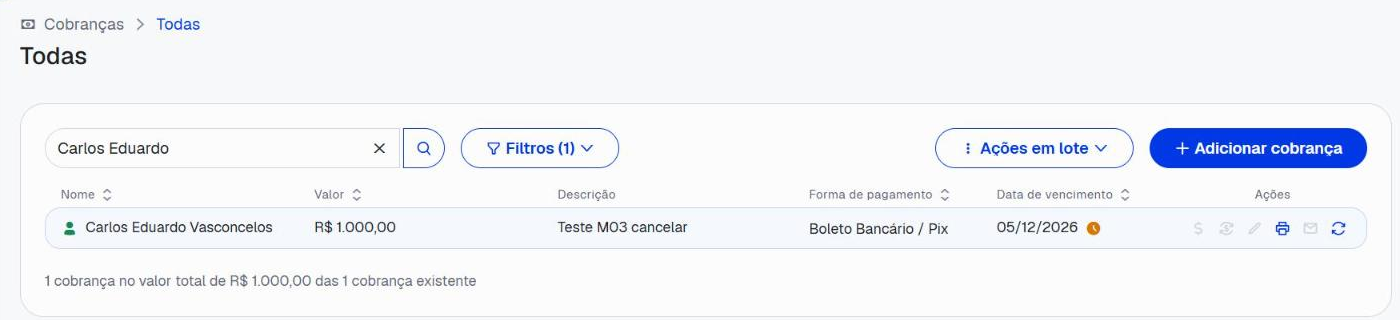 Cobranças > Todas
Todas
Carlos Eduardo
Filtros (1)
Ações em lote
+ Adicionar cobrança
Nome Valor Descrição Forma de pagamento Data de vencimento Ações
Carlos Eduardo Vasconcelos R$ 1.000,00 Teste M03 cancelar Boleto Bancário / Pix 05/12/2026
1 cobrança no valor total de R$ 1.000,00 das 1 cobrança existente